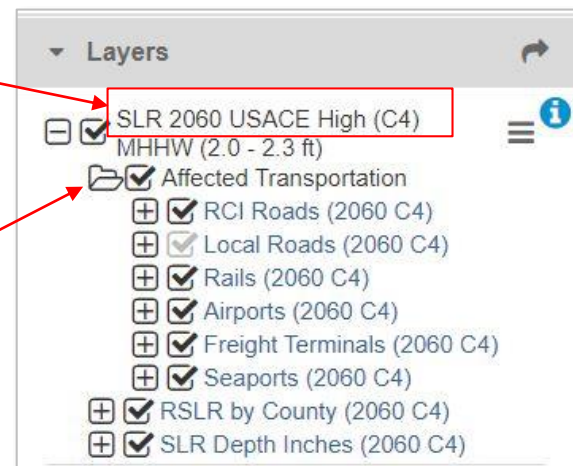 Layers
SLR 2060 USACE High (C4)
MHHW (2.0 - 2.3 ft)
Affected Transportation
RCI Roads (2060 C4)
Local Roads (2060 C4)
Rails (2060 C4)
Airports (2060 C4)
Freight Terminals (2060 C4)
Seaports (2060 C4)
RSLR by County (2060 C4)
SLR Depth Inches (2060 C4)